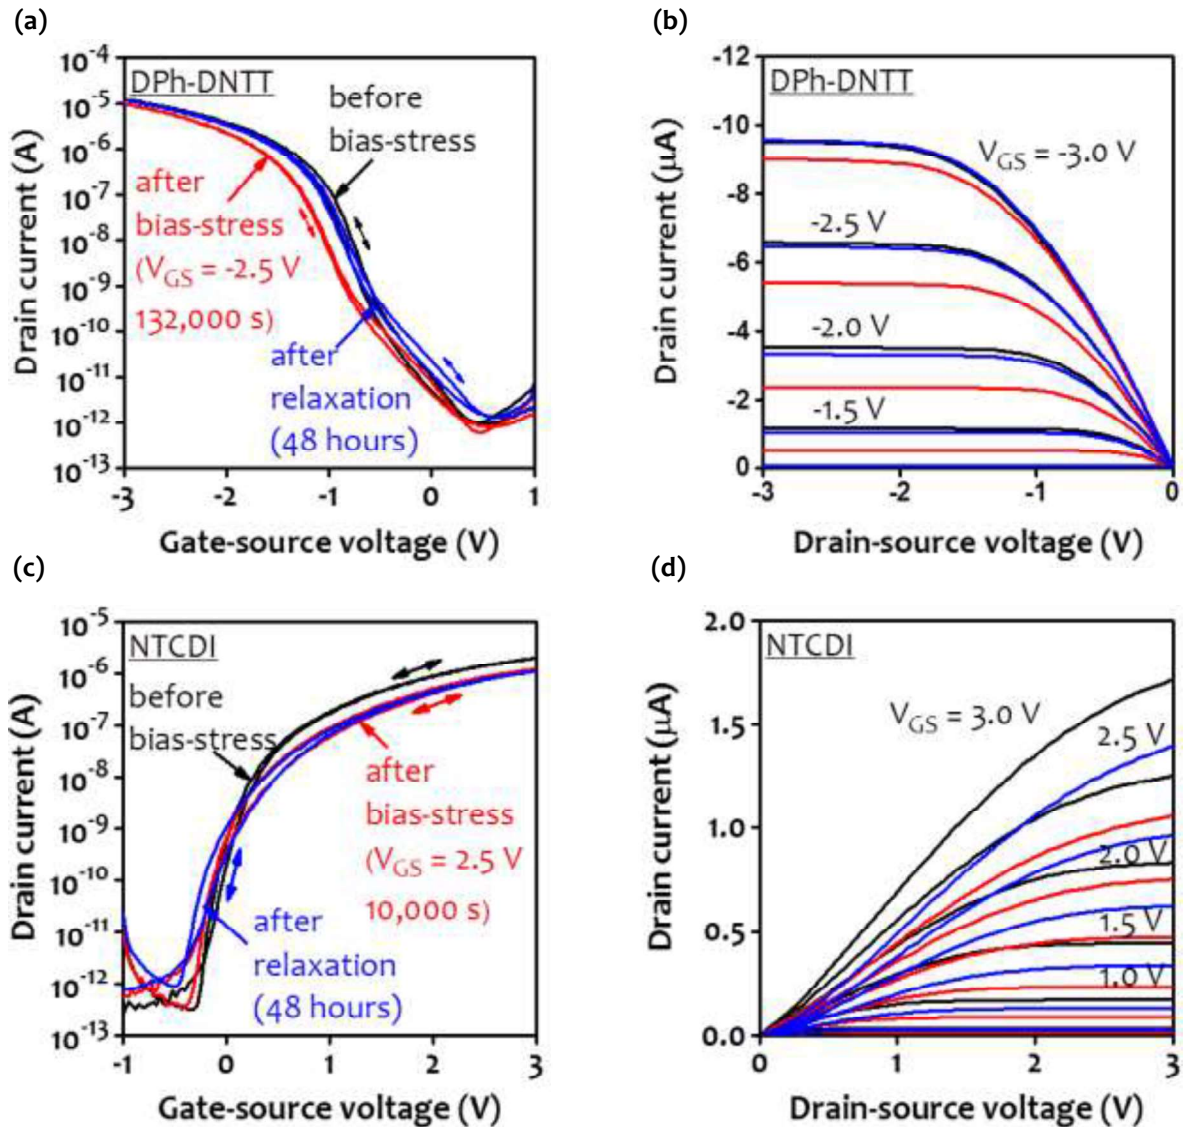 (a)
10⁻⁴
10⁻⁵
10⁻⁶
10⁻⁷
10⁻⁸
10⁻⁹
10⁻¹⁰
10⁻¹¹
10⁻¹²
10⁻¹³
Drain current (A)
DPh-DNTT
before
bias-stress
after
bias-stress
(V_GS = -2.5 V
132,000 s)
after
relaxation
(48 hours)
-3 -2 -1 0 1
Gate-source voltage (V)
(b)
-12
-10
-8
-6
-4
-2
0
Drain current (μA)
DPh-DNTT
V_GS = -3.0 V
-2.5 V
-2.0 V
-1.5 V
-3 -2 -1 0
Drain-source voltage (V)
(c)
10⁻⁵
10⁻⁶
10⁻⁷
10⁻⁸
10⁻⁹
10⁻¹⁰
10⁻¹¹
10⁻¹²
10⁻¹³
Drain current (A)
NTCDI
before
bias-stress
after
bias-stress
(V_GS = 2.5 V
10,000 s)
after
relaxation
(48 hours)
-1 0 1 2 3
Gate-source voltage (V)
(d)
2.0
1.5
1.0
0.5
0.0
Drain current (μA)
NTCDI
V_GS = 3.0 V
2.5 V
2.0 V
1.5 V
1.0 V
0 1 2 3
Drain-source voltage (V)